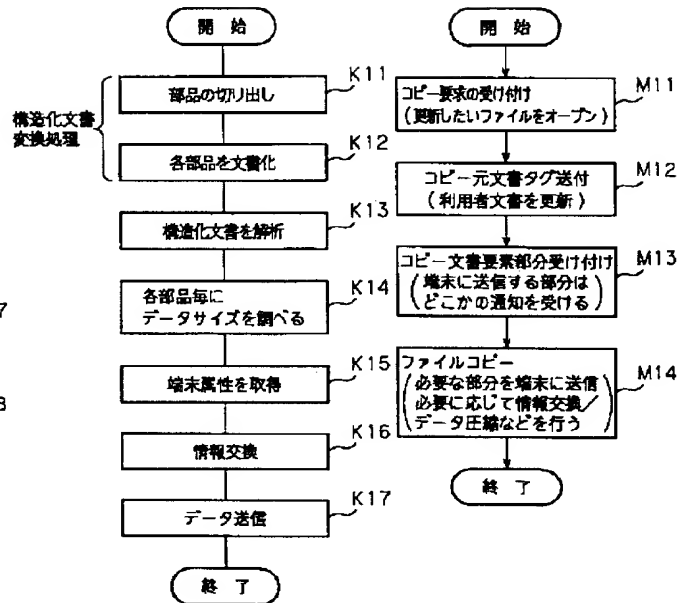 開始
K11
部品の切り出し
構造化文書
変換処理
K12
各部品を文書化
K13
構造化文書を解析
K14
各部品毎に
データサイズを調べる
K15
端末属性を取得
K16
情報交換
K17
データ送信
終了
7
3
開始
M11
コピー要求の受け付け
(更新したいファイルをオープン)
M12
コピー元文書タグ送付
(利用者文書を更新)
M13
コピー文書要素部分受け付け
(端末に送信する部分は
どこかの通知を受ける)
M14
ファイルコピー
(必要な部分を端末に送信
必要に応じて情報交換/
データ圧縮などを行う)
終了